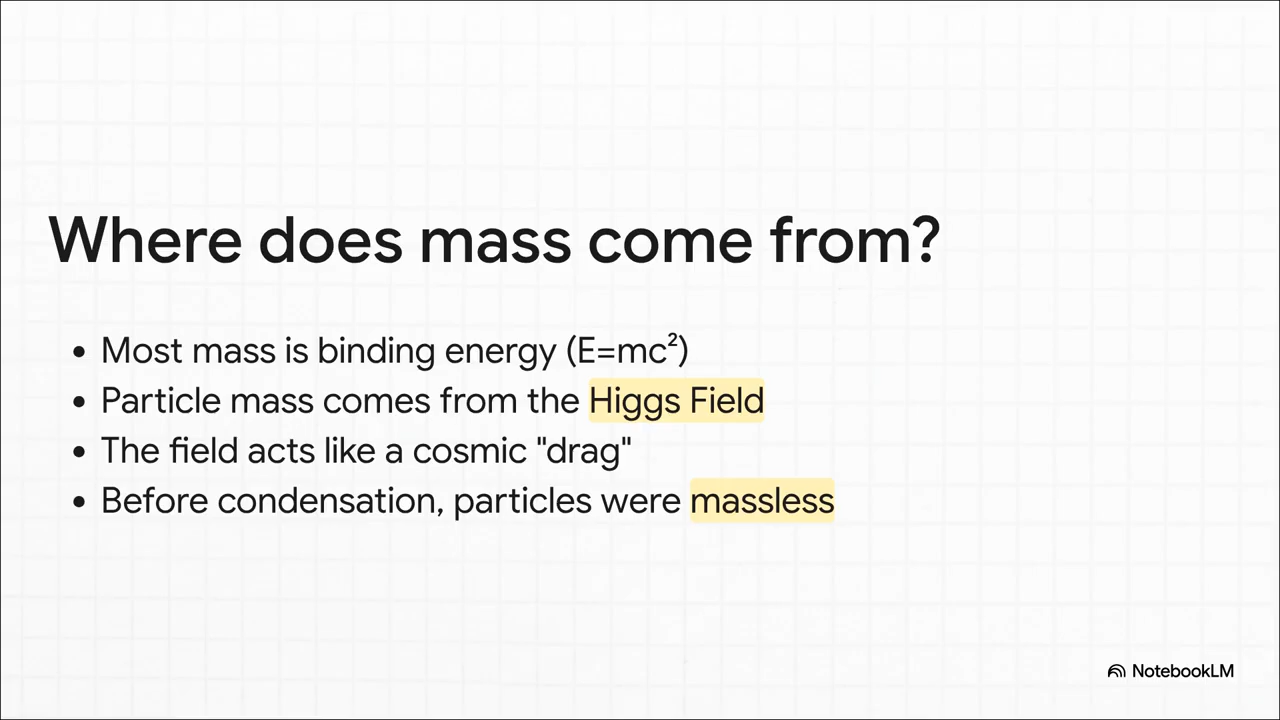 Where does mass come from?
• Most mass is binding energy (E=mc²)
• Particle mass comes from the Higgs Field
• The field acts like a cosmic "drag"
• Before condensation, particles were massless
NotebookLM